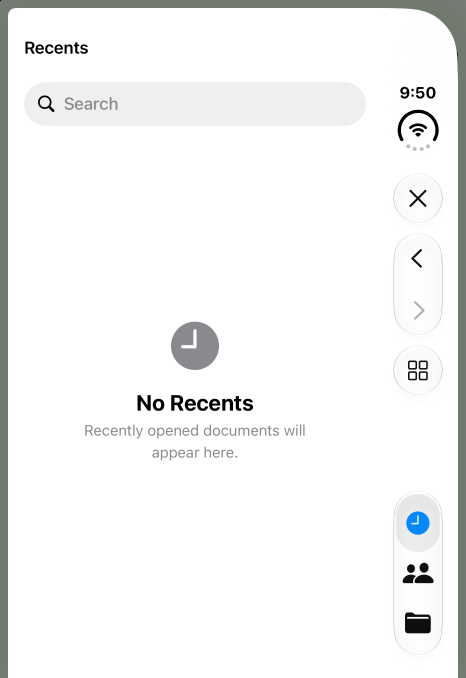 Recents
9:50
Search
No Recents
Recently opened documents will
appear here.